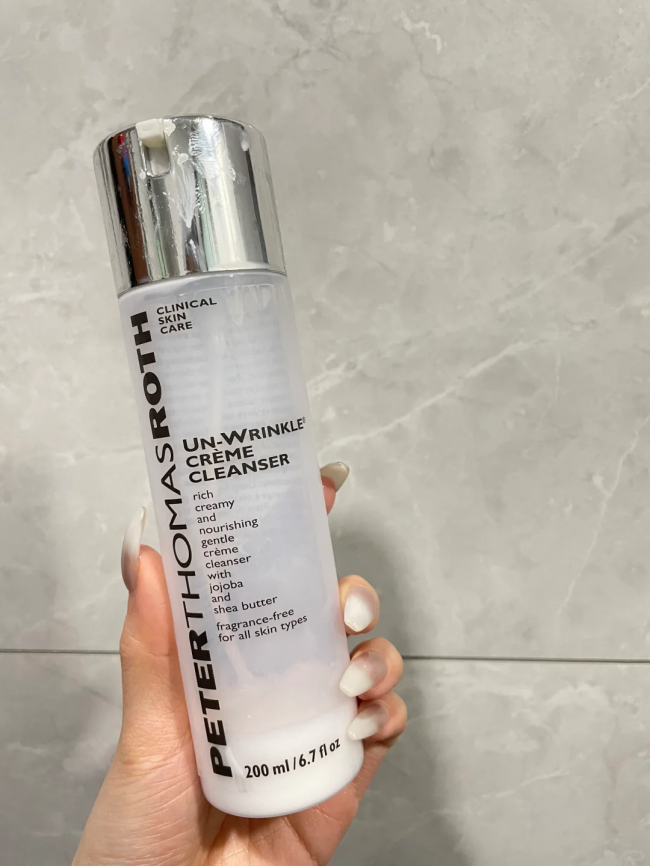 CLINICAL
SKIN
CARE
PETERTHOMASROTH
UN-WRINKLE®
CRÈME
CLEANSER
rich
creamy
and
nourishing
gentle
crème
cleanser
with
jojoba
and
shea butter
fragrance-free
for all skin types
200 ml/6.7 fl oz